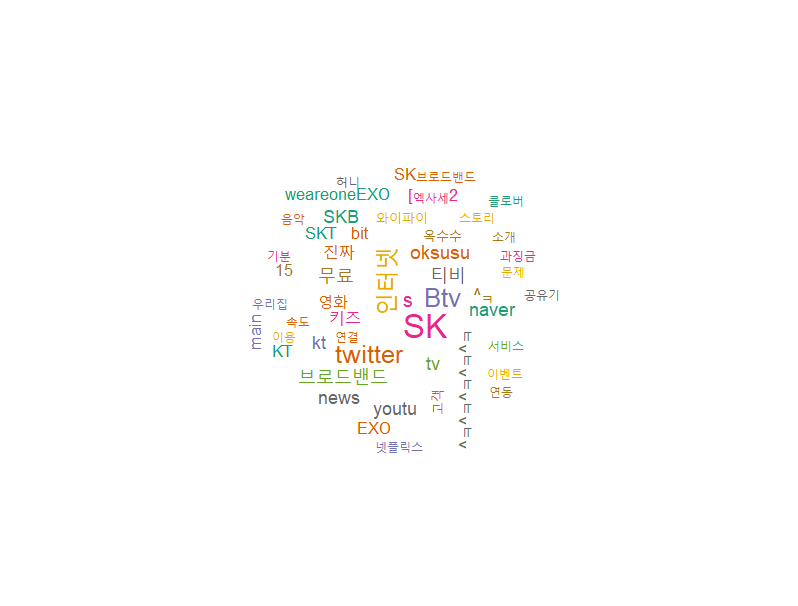 SK브로드밴드
허니
weareoneEXO
[엑사세2
클로버
음악
SKB
와이파이
스토리
SKT
bit
옥수수
소개
기분
진짜
oksusu
과징금
15
무료
인터넷
티비
문제
우리집
영화
s
Btv
^ㅋ
공유기
속도
키즈
naver
main
이용
연결
SK
KT
kt
twitter
tv
서비스
브로드밴드
이벤트
news
youtu
고객
연동
EXO
^ㅋ^ㅋ^ㅋ^ㅋ^ㅋ
넷플릭스